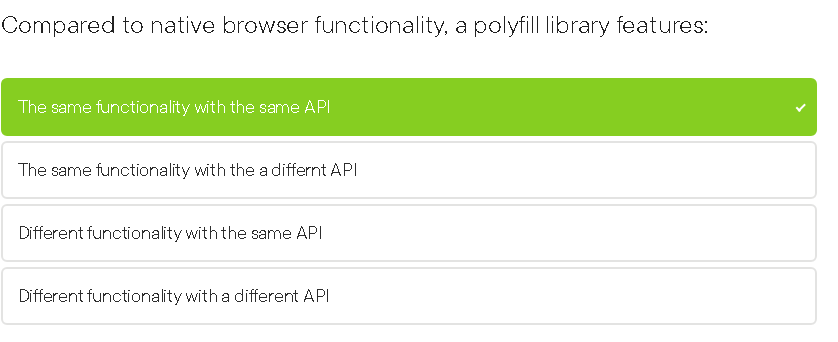 Compared to native browser functionality, a polyfill library features:
The same functionality with the same API
The same functionality with the a differnt API
Different functionality with the same API
Different functionality with a different API